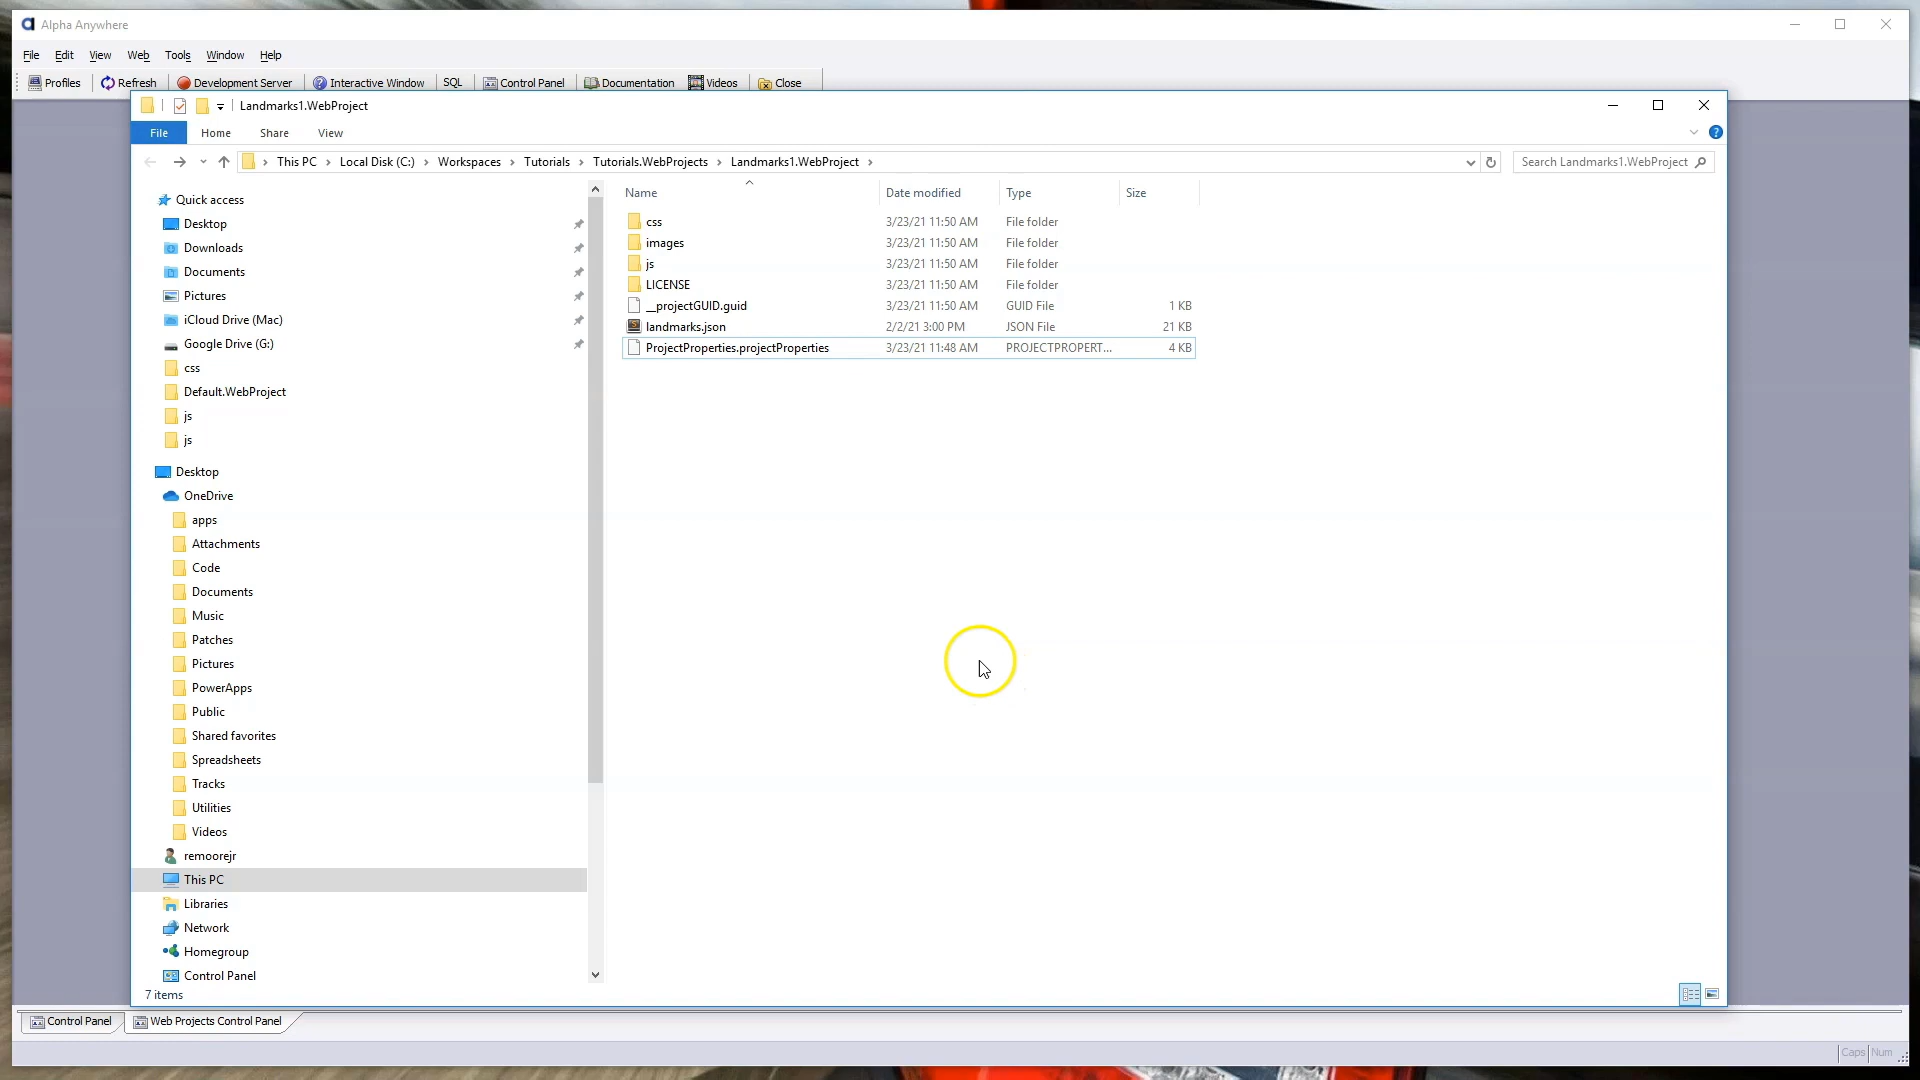 Alpha Anywhere
File Edit View Web Tools Window Help
Profiles Refresh Development Server Interactive Window SQL Control Panel Documentation Videos Close
Landmarks1.WebProject
File Home Share View
This PC Local Disk (C:) Workspaces Tutorials Tutorials.WebProjects Landmarks1.WebProject Search Landmarks1.WebProject
Name Date modified Type Size
css 3/23/21 11:50 AM File folder
images 3/23/21 11:50 AM File folder
js 3/23/21 11:50 AM File folder
LICENSE 3/23/21 11:50 AM File folder
__projectGUID.guid 3/23/21 11:50 AM GUID File 1 KB
landmarks.json 2/2/21 3:00 PM JSON File 21 KB
ProjectProperties.projectProperties 3/23/21 11:48 AM PROJECTPROPERT... 4 KB
Quick access
Desktop
Downloads
Documents
Pictures
iCloud Drive (Mac)
Google Drive (G:)
css
Default.WebProject
js
js
Desktop
OneDrive
apps
Attachments
Code
Documents
Music
Patches
Pictures
PowerApps
Public
Shared favorites
Spreadsheets
Tracks
Utilities
Videos
remoorejr
This PC
Libraries
Network
Homegroup
Control Panel
7 items
Control Panel Web Projects Control Panel
Caps Num